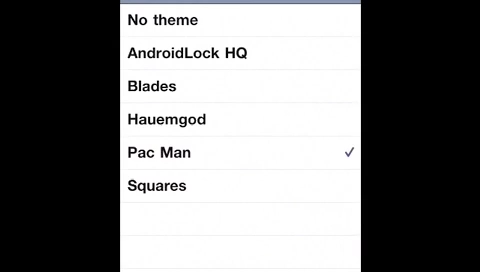 No theme
AndroidLock HQ
Blades
Hauemgod
Pac Man
Squares